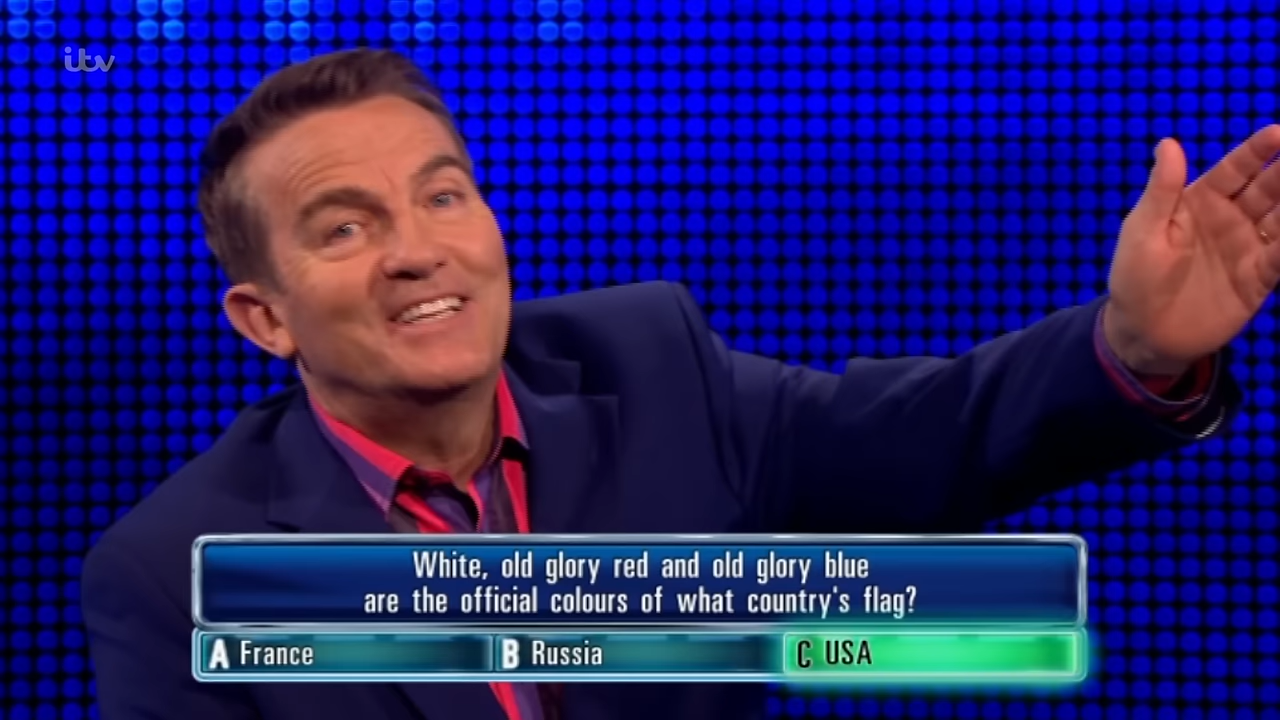 itv
White, old glory red and old glory blue
are the official colours of what country's flag?
A France
B Russia
C USA